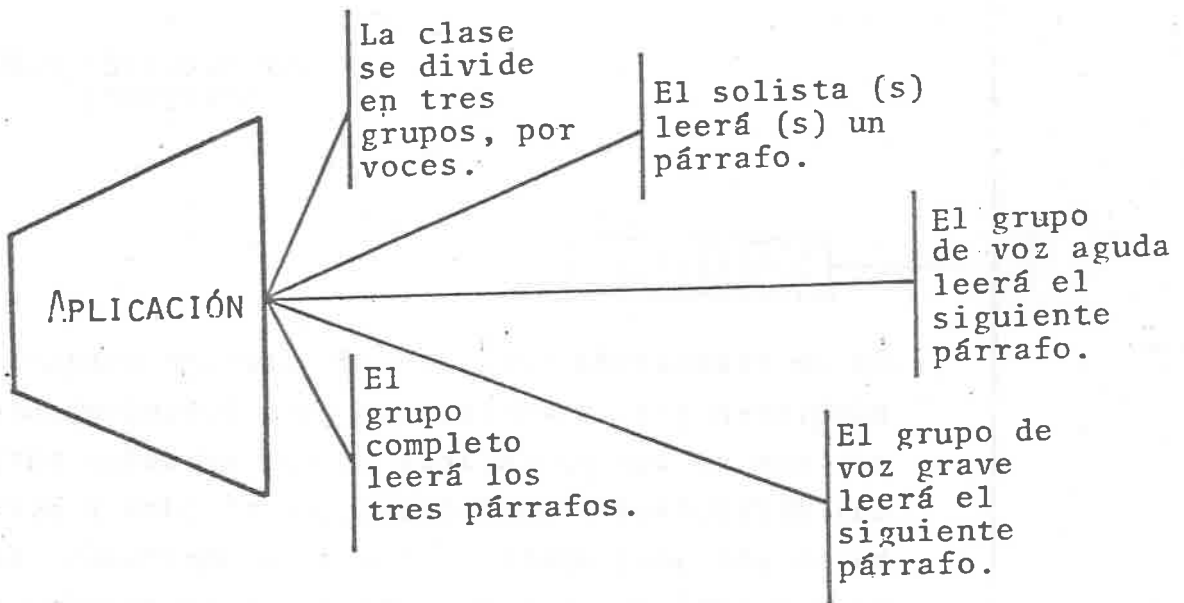 La clase
se divide
en tres
grupos, por
voces.
El solista (s)
leerá (s) un
párrafo.
El grupo
de voz aguda
leerá el
siguiente
párrafo.
APLICACIÓN
El
grupo
completo
leerá los
tres párrafos.
El grupo de
voz grave
leerá el
siguiente
párrafo.